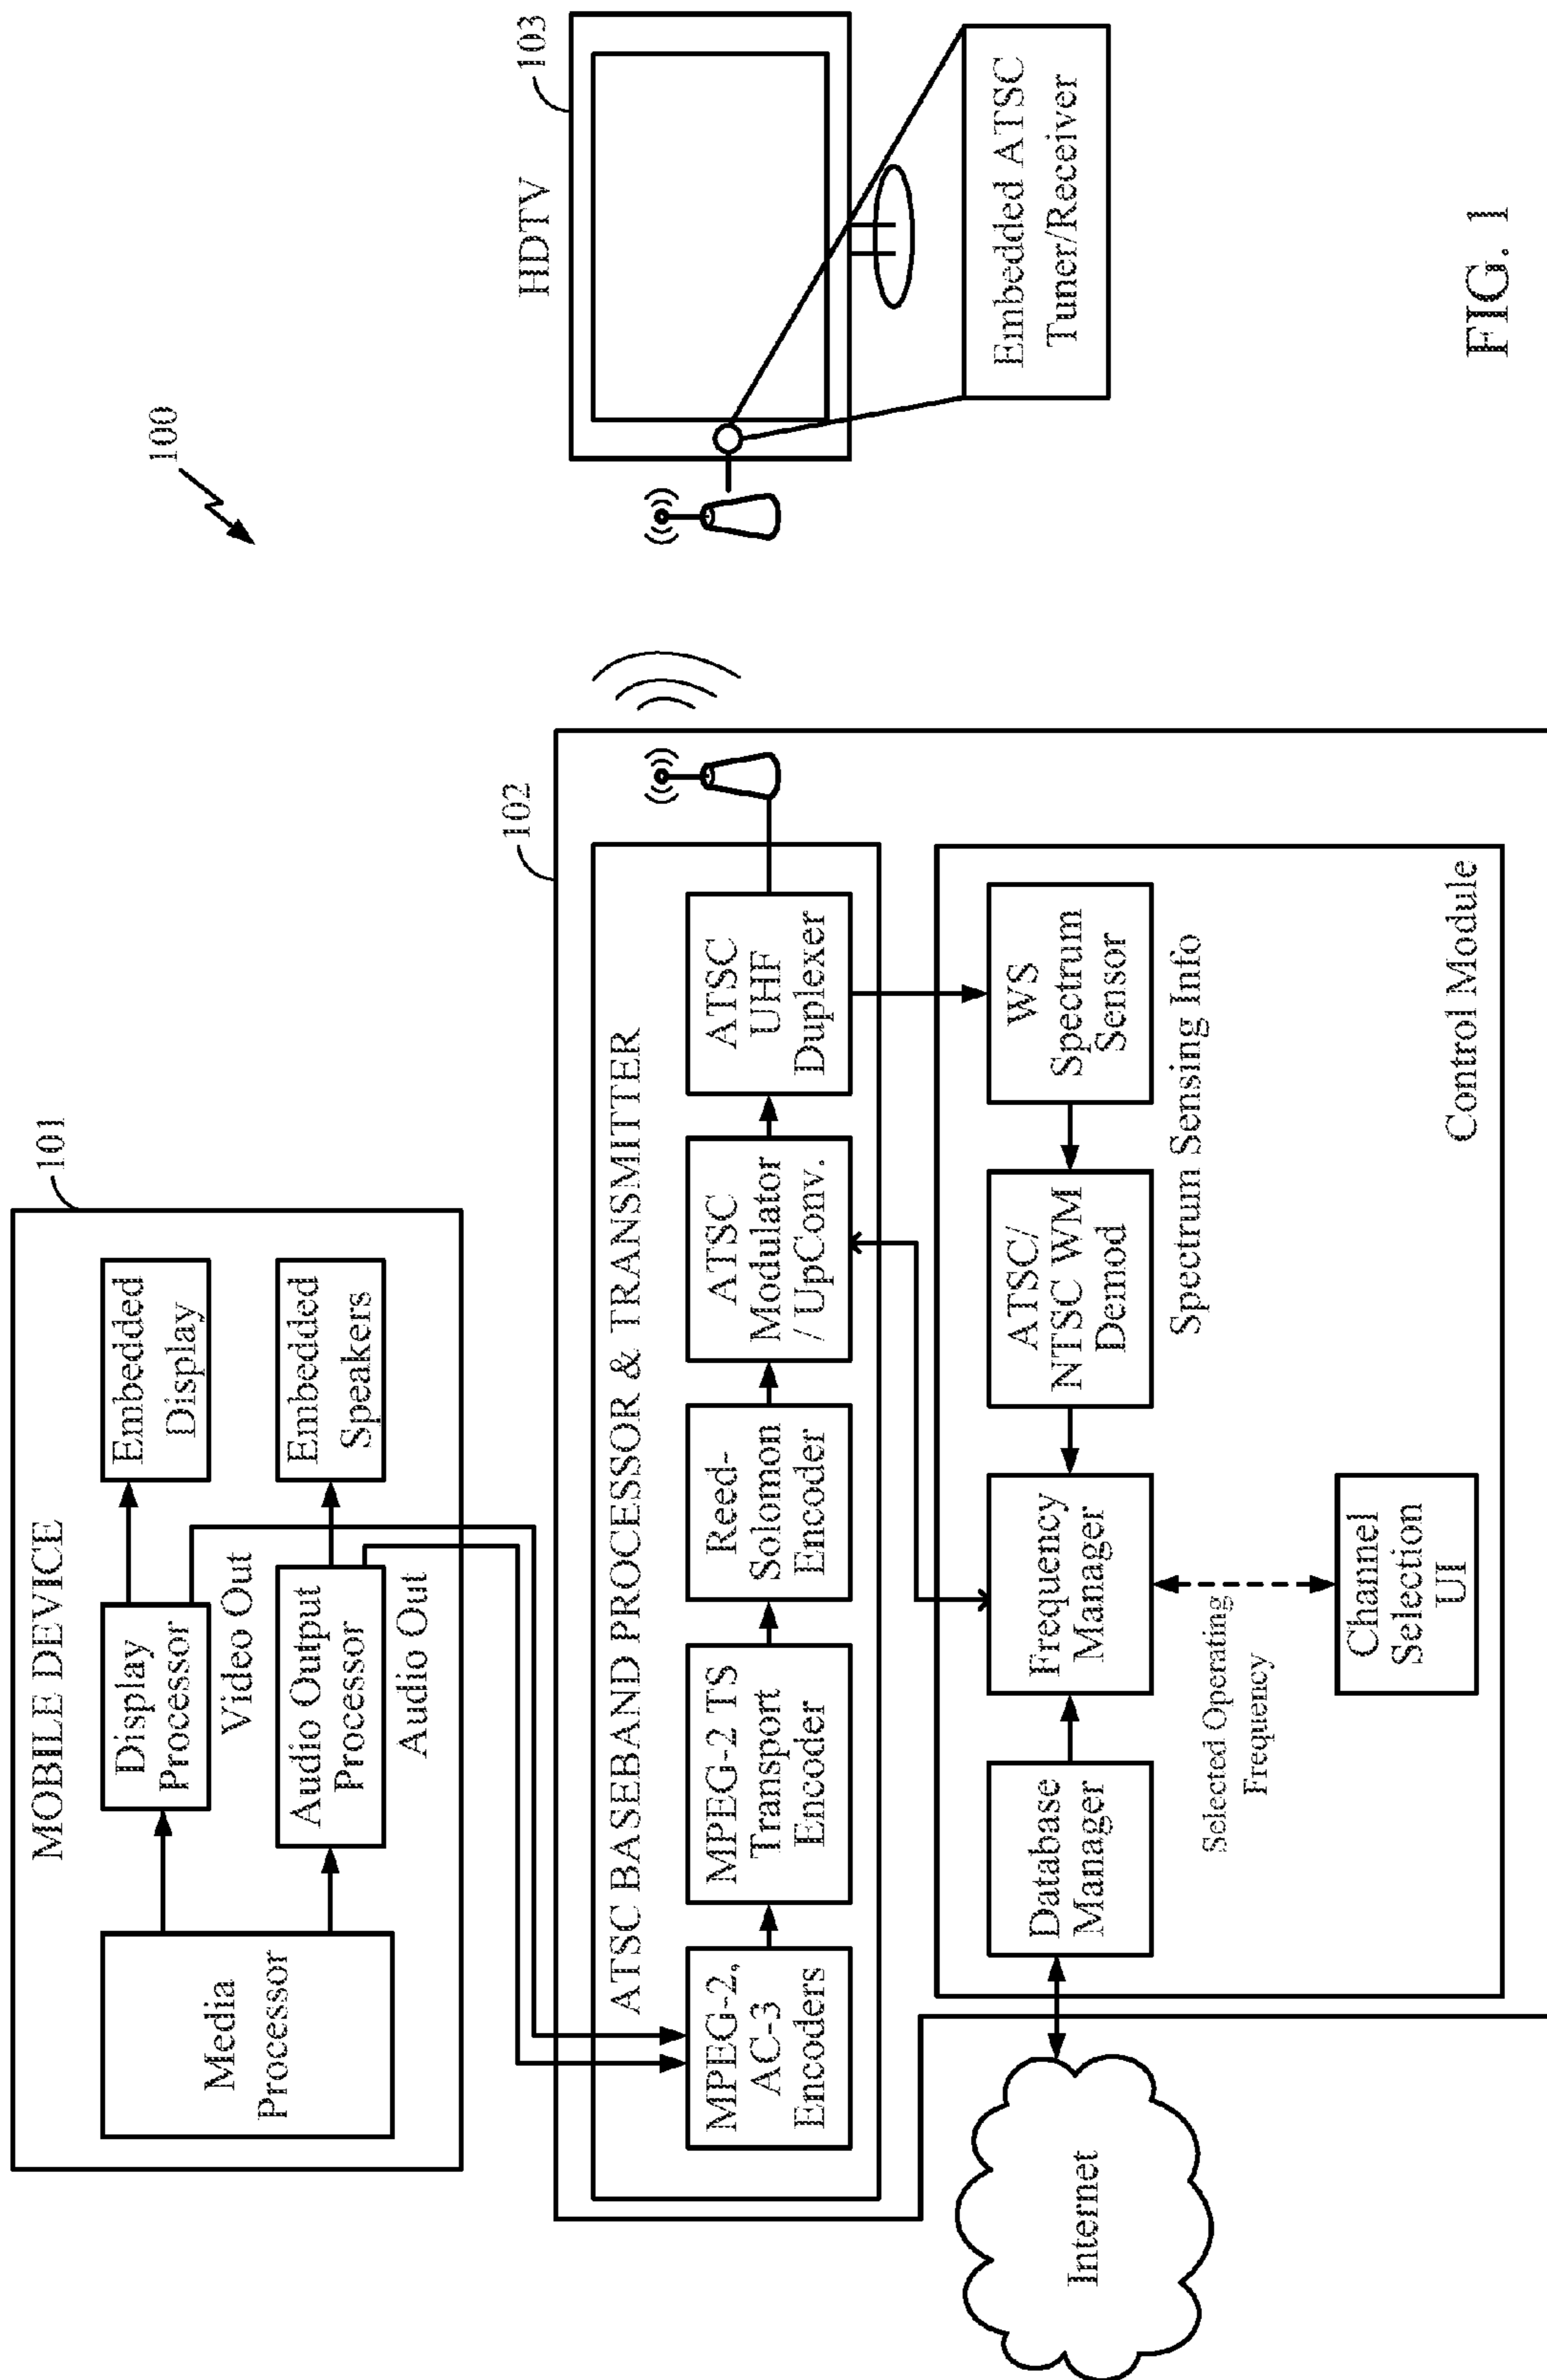 100
MOBILE DEVICE
101
Media
Processor
Display
Processor
Video Out
Embedded
Display
Audio Output
Processor
Audio Out
Embedded
Speakers
102
ATSC BASEBAND PROCESSOR & TRANSMITTER
MPEG-2,
AC-3
Encoders
MPEG-2 TS
Transport
Encoder
Reed-
Solomon
Encoder
ATSC
Modulator
/ UpConv.
ATSC
UHF
Duplexer
HDTV
103
Embedded ATSC
Tuner/Receiver
Internet
Database
Manager
Frequency
Manager
ATSC/
NTSC WM
Demod
WS
Spectrum
Sensor
Spectrum Sensing Info
Selected Operating
Frequency
Channel
Selection
UI
Control Module
FIG. 1